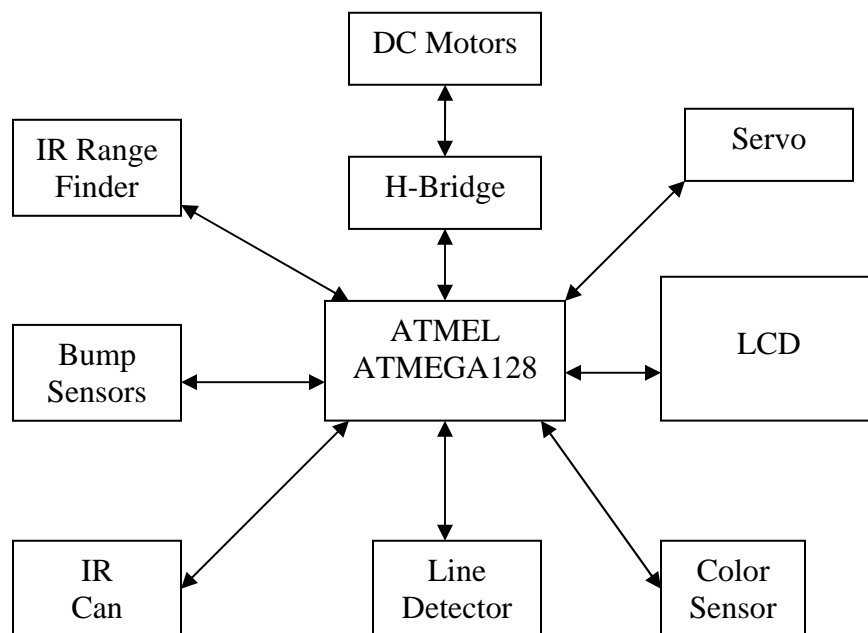 DC Motors
IR Range
Finder
H-Bridge
Servo
ATMEL
ATMEGA128
LCD
Bump
Sensors
IR
Can
Line
Detector
Color
Sensor